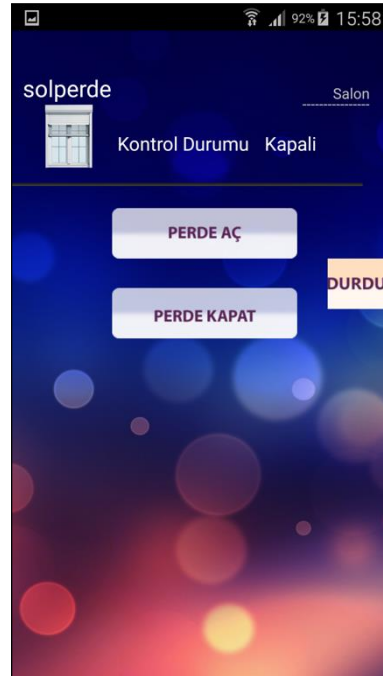 92% 15:58
solperde
Salon
Kontrol Durumu Kapali
PERDE AÇ
DURDU
PERDE KAPAT